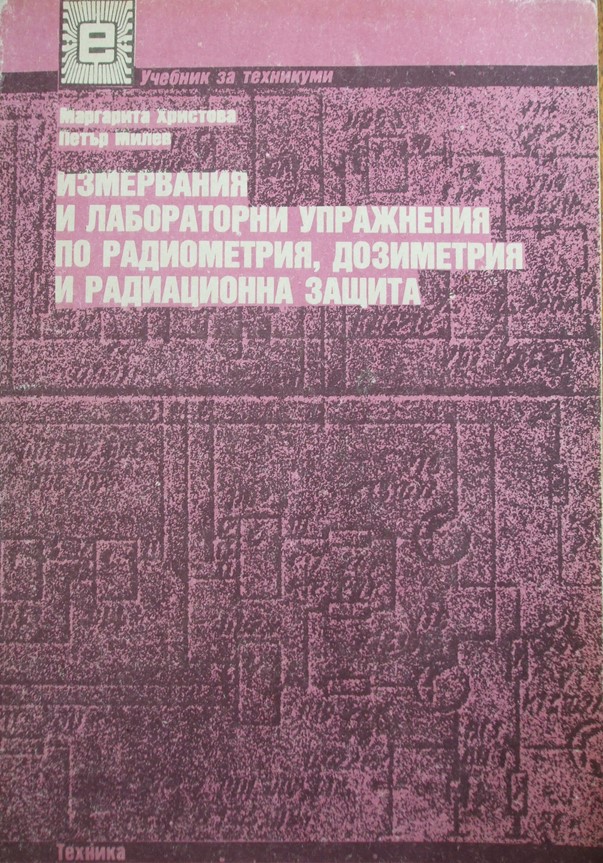 е
Учебник за техникуми
Маргарита Христова
Петър Милев
ИЗМЕРВАНИЯ
И ЛАБОРАТОРНИ УПРАЖНЕНИЯ
ПО РАДИОМЕТРИЯ, ДОЗИМЕТРИЯ
И РАДИАЦИОННА ЗАЩИТА
Техника